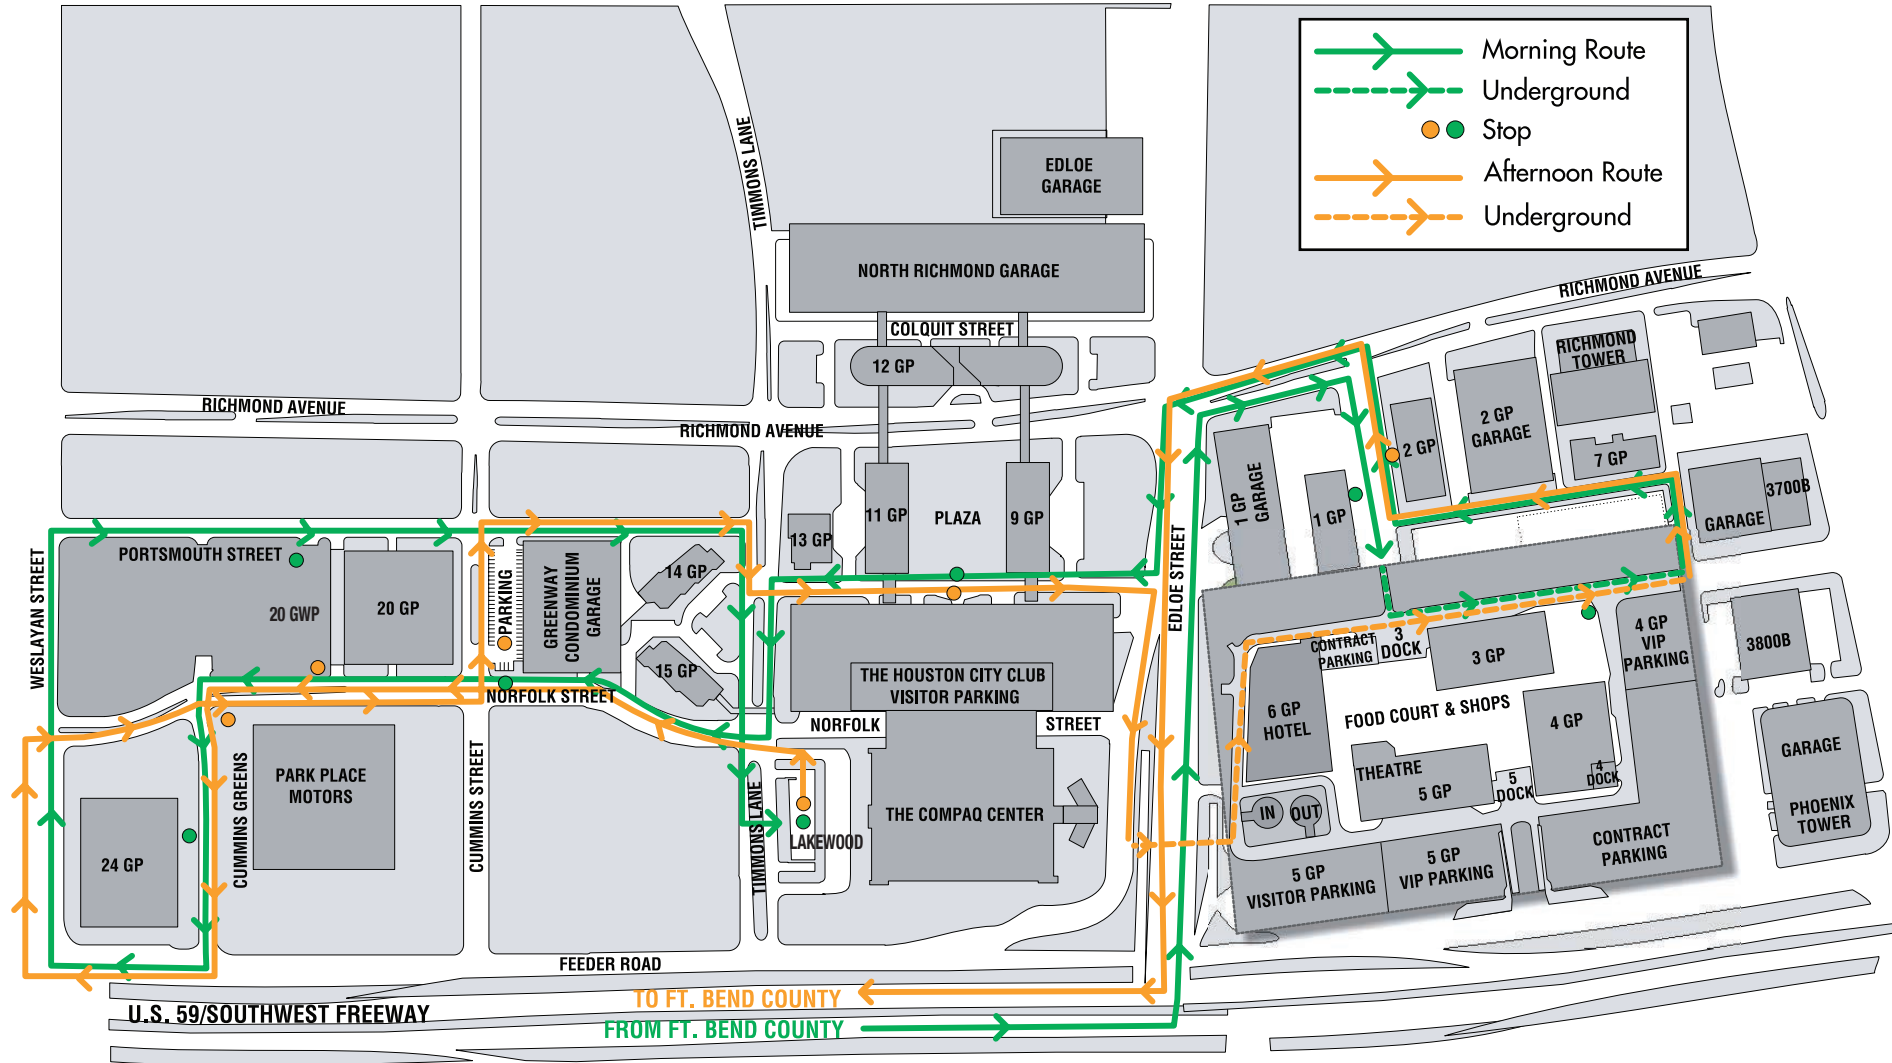 Morning Route
Underground
Stop
Afternoon Route
Underground
TIMMONS LANE
EDLOE
GARAGE
NORTH RICHMOND GARAGE
COLQUIT STREET
12 GP
RICHMOND AVENUE
RICHMOND AVENUE
RICHMOND AVENUE
RICHMOND
TOWER
2 GP
2 GP
GARAGE
7 GP
1 GP
GARAGE
1 GP
GARAGE
3700B
11 GP
PLAZA
9 GP
13 GP
14 GP
15 GP
WESLAYAN STREET
PORTSMOUTH STREET
20 GWP
20 GP
PARKING
GREENWAY
CONDOMINIUM
GARAGE
NORFOLK STREET
EDLOE STREET
THE HOUSTON CITY CLUB
VISITOR PARKING
NORFOLK
STREET
CONTRACT
PARKING
3
DOCK
3 GP
4 GP
VIP
PARKING
3800B
6 GP
HOTEL
FOOD COURT & SHOPS
4 GP
4
DOCK
THEATRE
5 GP
5
DOCK
IN
OUT
GARAGE
PHOENIX
TOWER
CONTRACT
PARKING
5 GP
VISITOR PARKING
5 GP
VIP PARKING
PARK PLACE
MOTORS
24 GP
CUMMINS GREENS
CUMMINS STREET
TIMMONS LANE
LAKEWOOD
THE COMPAQ CENTER
FEEDER ROAD
TO FT. BEND COUNTY
U.S. 59/SOUTHWEST FREEWAY
FROM FT. BEND COUNTY